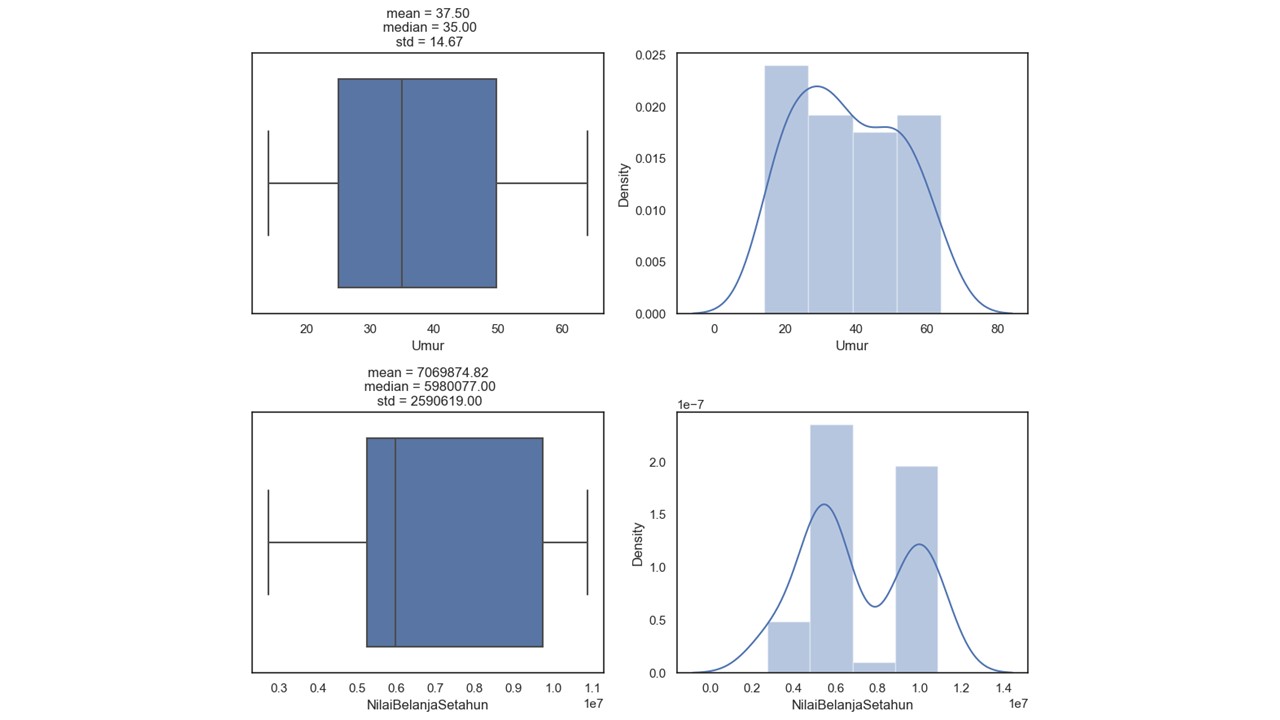 mean = 37.50
median = 35.00
std = 14.67
20 30 40 50 60
Umur
0.025
0.020
0.015
0.010
0.005
0.000
Density
0 20 40 60 80
Umur
mean = 7069874.82
median = 5980077.00
std = 2590619.00
0.3 0.4 0.5 0.6 0.7 0.8 0.9 1.0 1.1
NilaiBelanjaSetahun
1e7
1e−7
2.0
1.5
1.0
0.5
0.0
Density
0.0 0.2 0.4 0.6 0.8 1.0 1.2 1.4
NilaiBelanjaSetahun
1e7